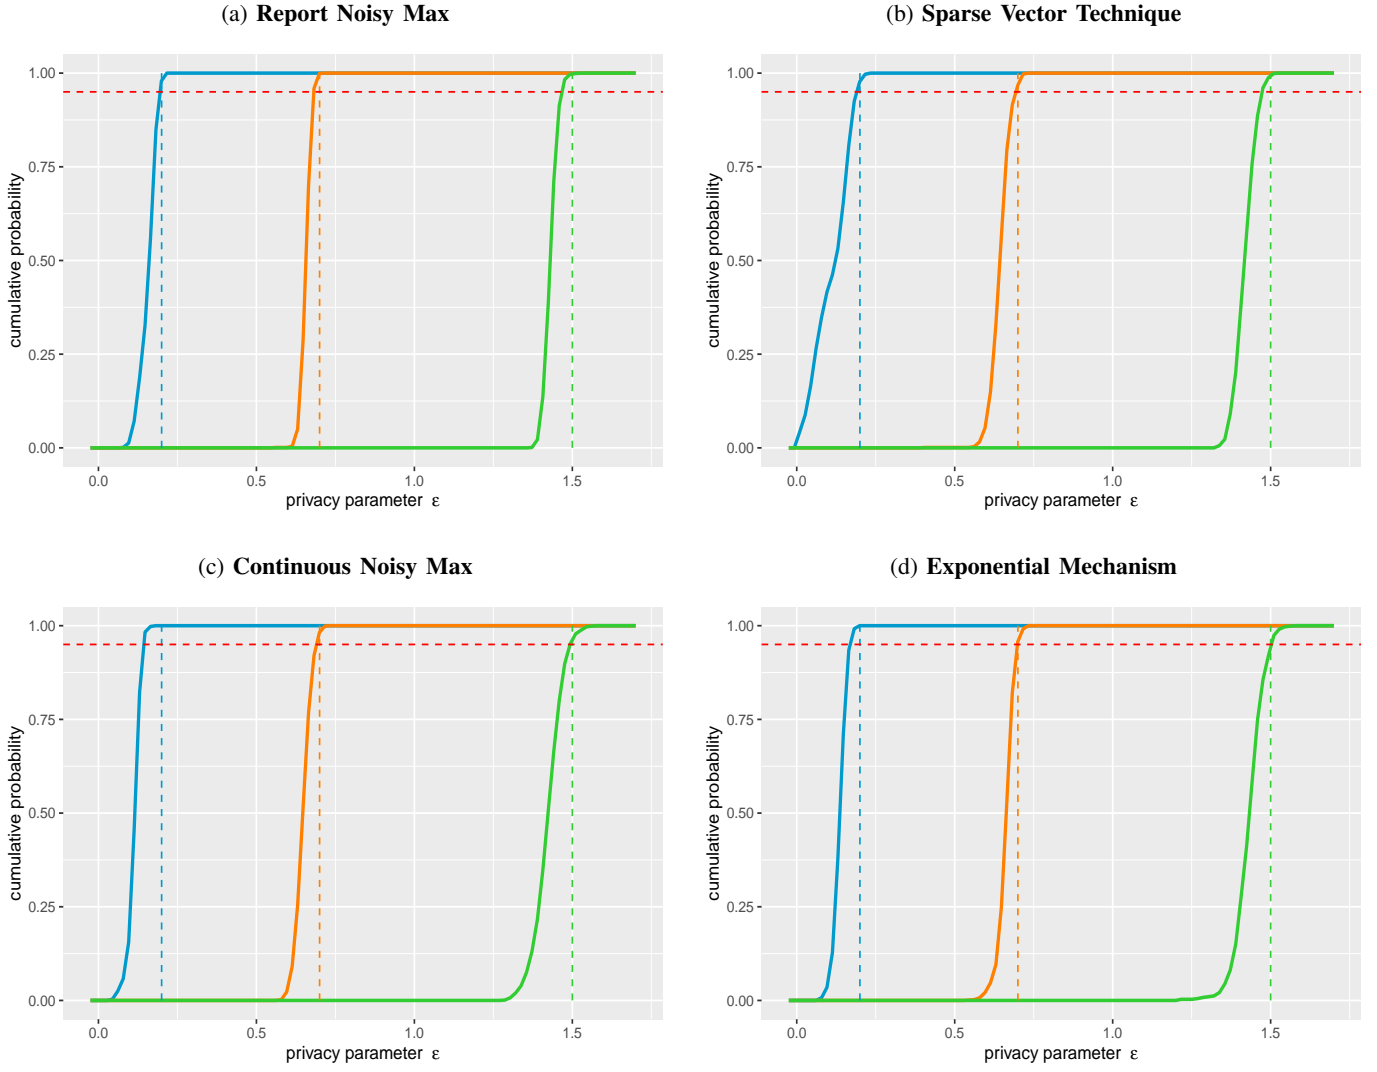 (a) Report Noisy Max
1.00
0.75
0.50
0.25
0.00
cumulative probability
0.0 0.5 1.0 1.5
privacy parameter ε
(b) Sparse Vector Technique
1.00
0.75
0.50
0.25
0.00
cumulative probability
0.0 0.5 1.0 1.5
privacy parameter ε
(c) Continuous Noisy Max
1.00
0.75
0.50
0.25
0.00
cumulative probability
0.0 0.5 1.0 1.5
privacy parameter ε
(d) Exponential Mechanism
1.00
0.75
0.50
0.25
0.00
cumulative probability
0.0 0.5 1.0 1.5
privacy parameter ε